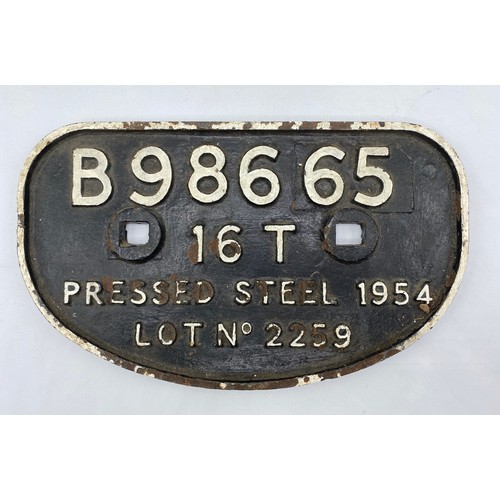 B98665
16 T
PRESSED STEEL 1954
LOT Nº 2259